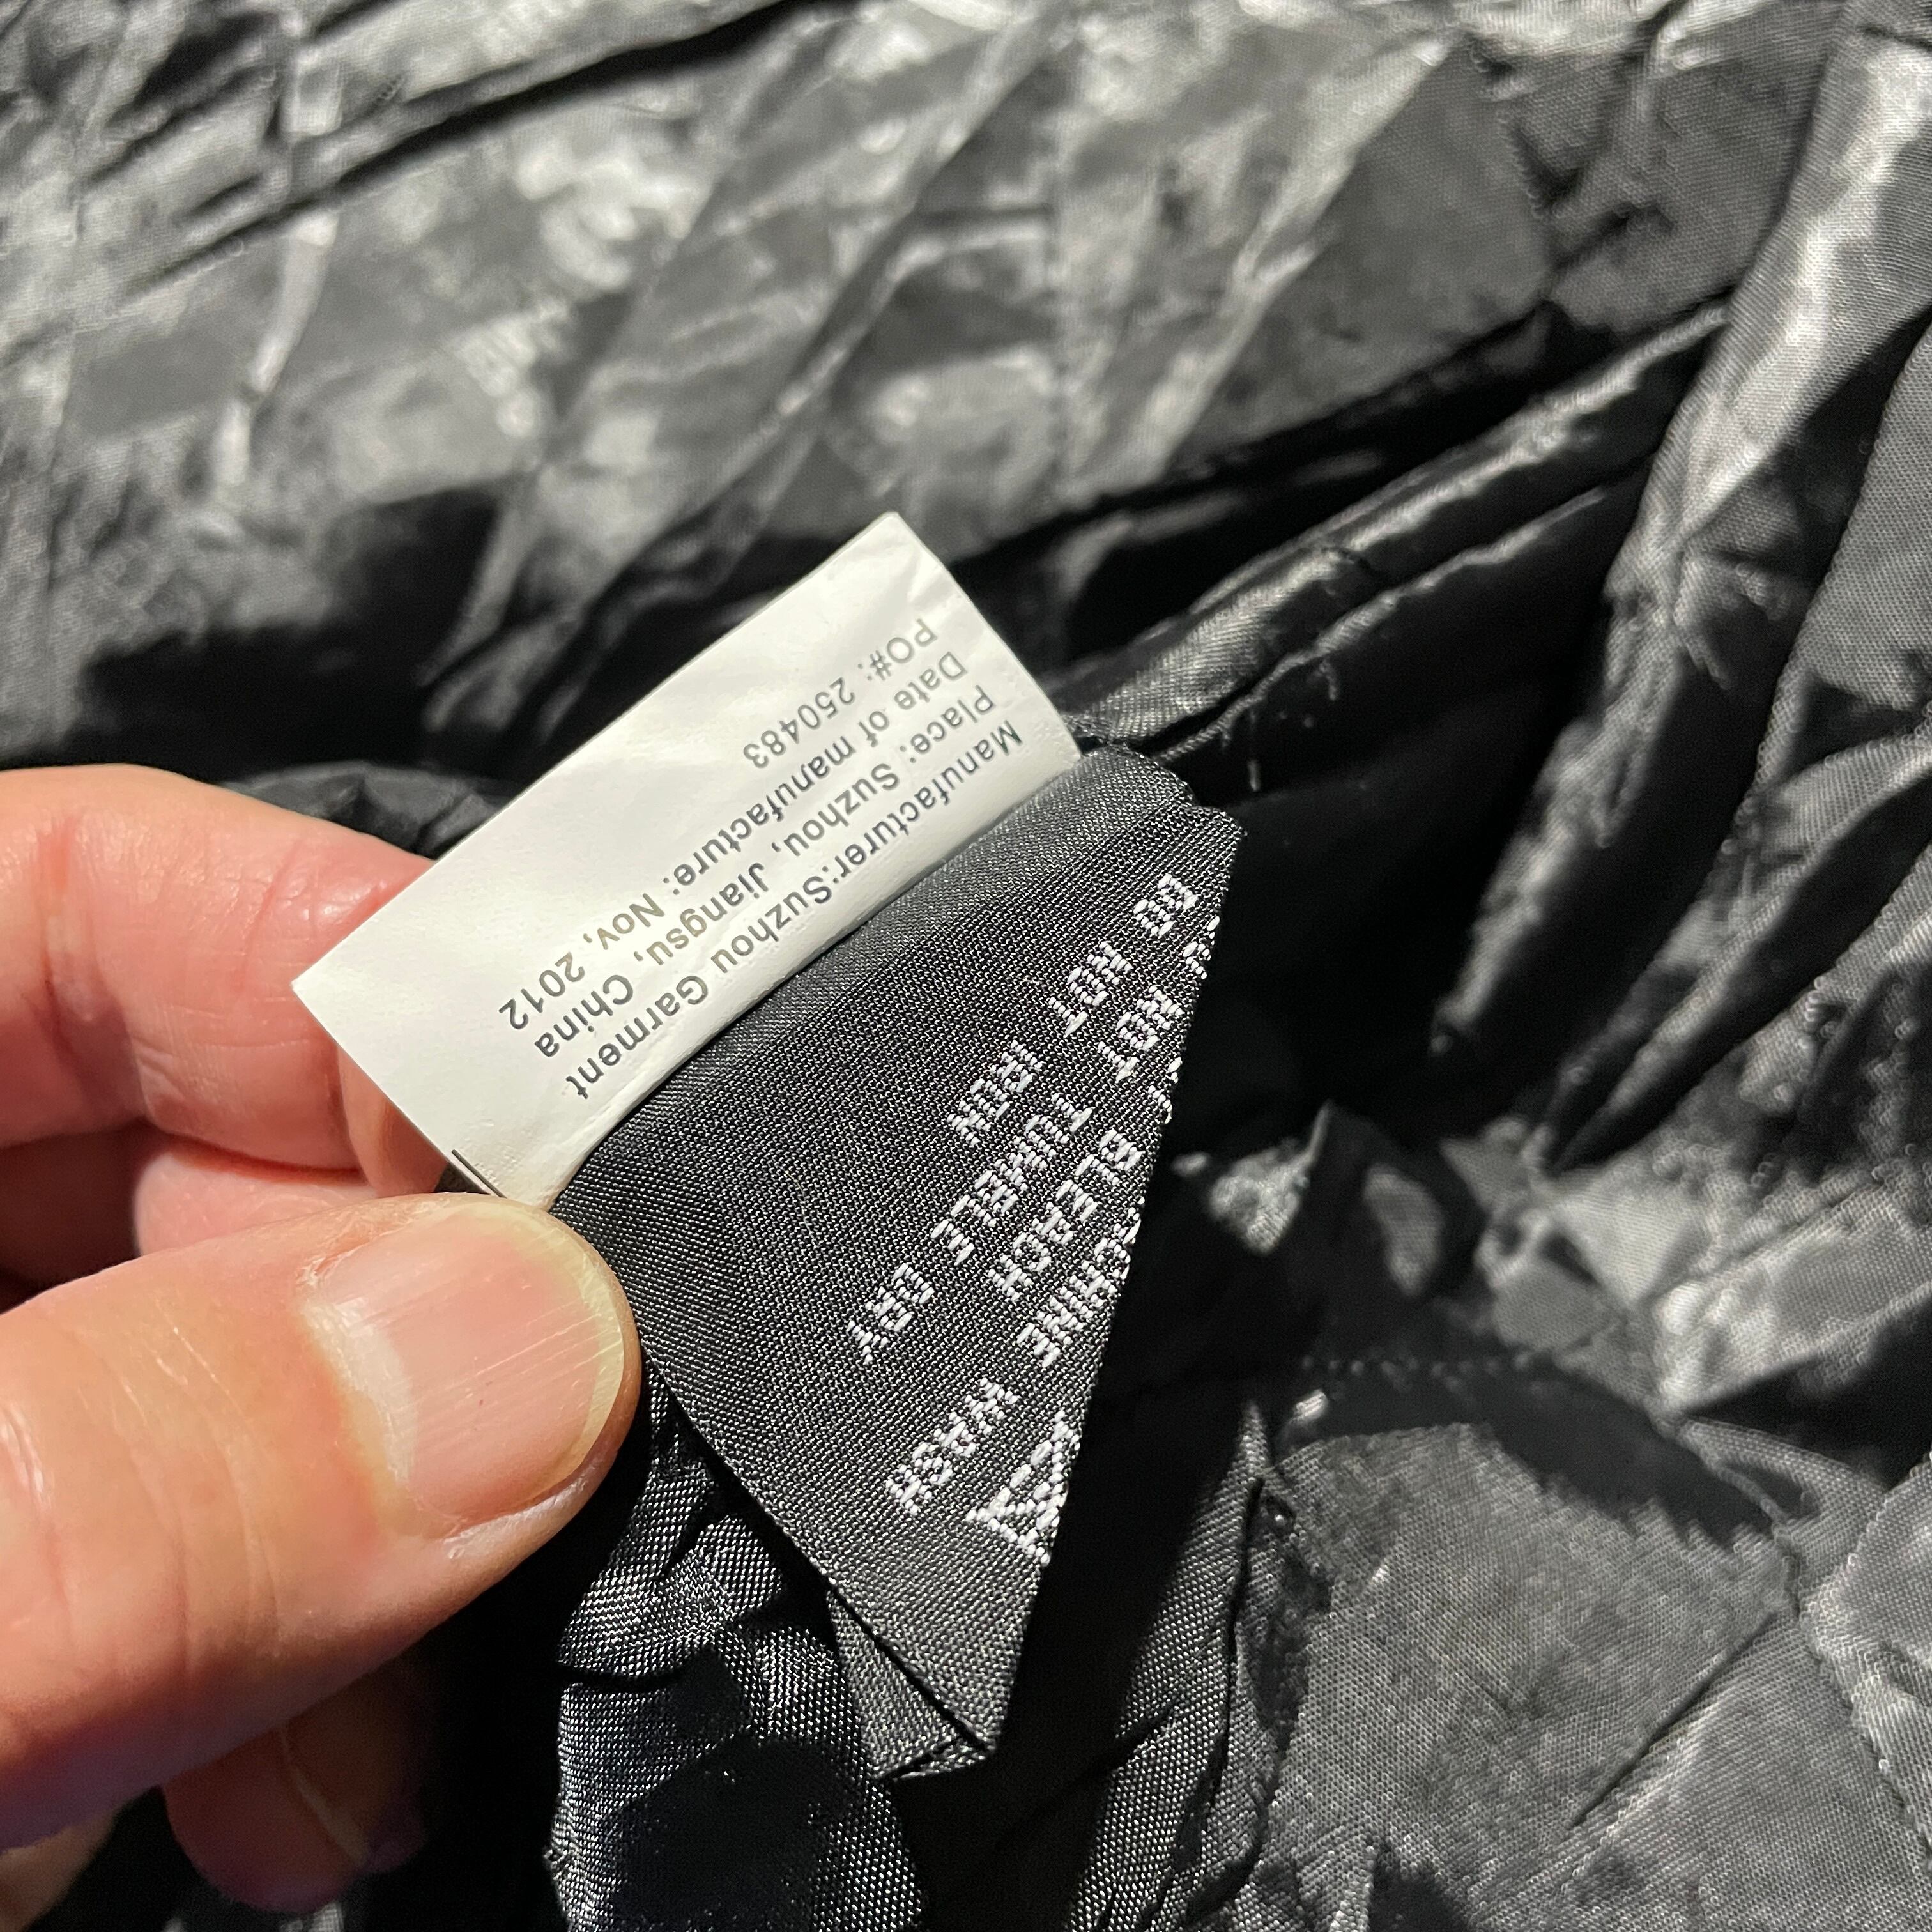 Manufacturer:Suzhou Garment
Place: Suzhou, Jiangsu, China
Date of manufacture: Nov, 2012
PO#: 250483
WASH
DO NOT BLEACH
DO NOT TUMBLE DRY
IRON